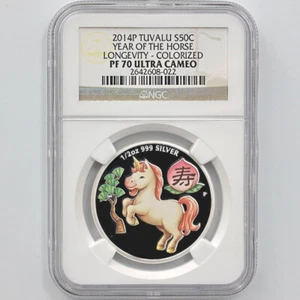 2014P TUVALU S50C
YEAR OF THE HORSE
LONGEVITY - COLORIZED
PF 70 ULTRA CAMEO
2642608-022
NGC
1/2oz 999 SILVER
寿
P